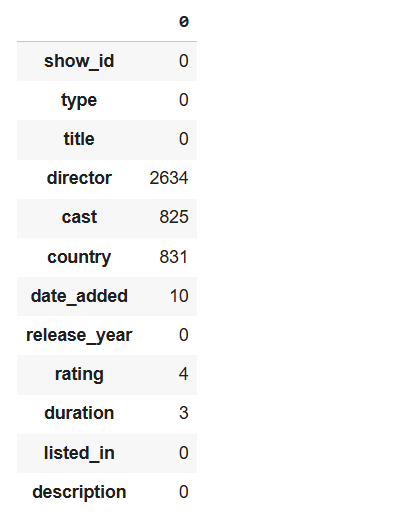 0
show_id 0
type 0
title 0
director 2634
cast 825
country 831
date_added 10
release_year 0
rating 4
duration 3
listed_in 0
description 0